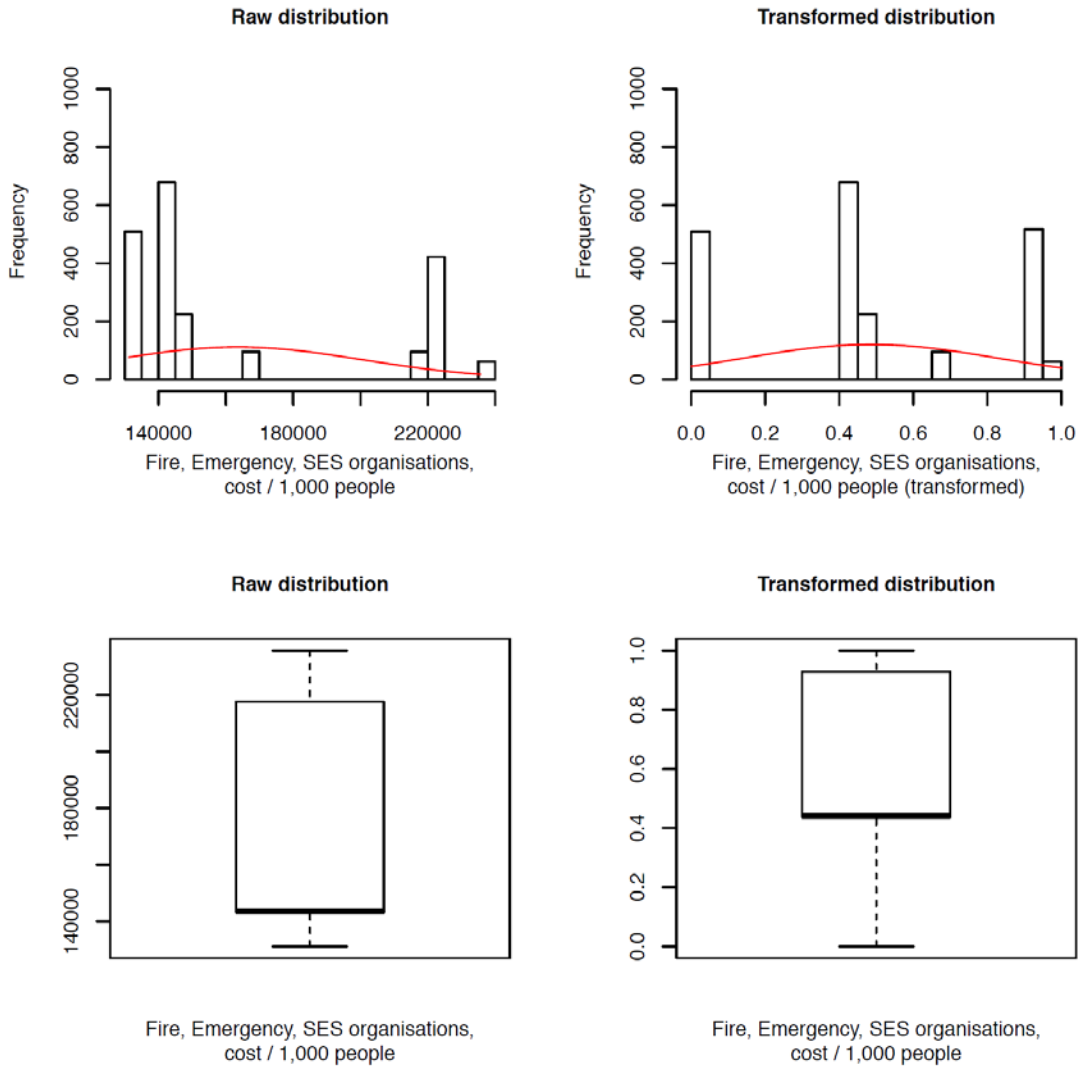 Raw distribution
Frequency
0 200 400 600 800 1000
140000 180000 220000
Fire, Emergency, SES organisations,
cost / 1,000 people
Transformed distribution
Frequency
0 200 400 600 800 1000
0.0 0.2 0.4 0.6 0.8 1.0
Fire, Emergency, SES organisations,
cost / 1,000 people (transformed)
Raw distribution
140000 180000 220000
Fire, Emergency, SES organisations,
cost / 1,000 people
Transformed distribution
0.0 0.2 0.4 0.6 0.8 1.0
Fire, Emergency, SES organisations,
cost / 1,000 people